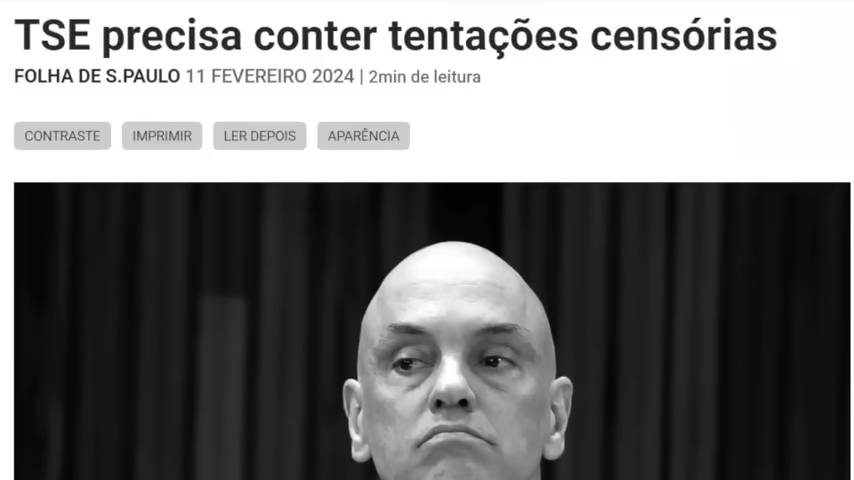 TSE precisa conter tentações censórias
FOLHA DE S.PAULO 11 FEVEREIRO 2024 | 2min de leitura
CONTRASTE IMPRIMIR LER DEPOIS APARÊNCIA